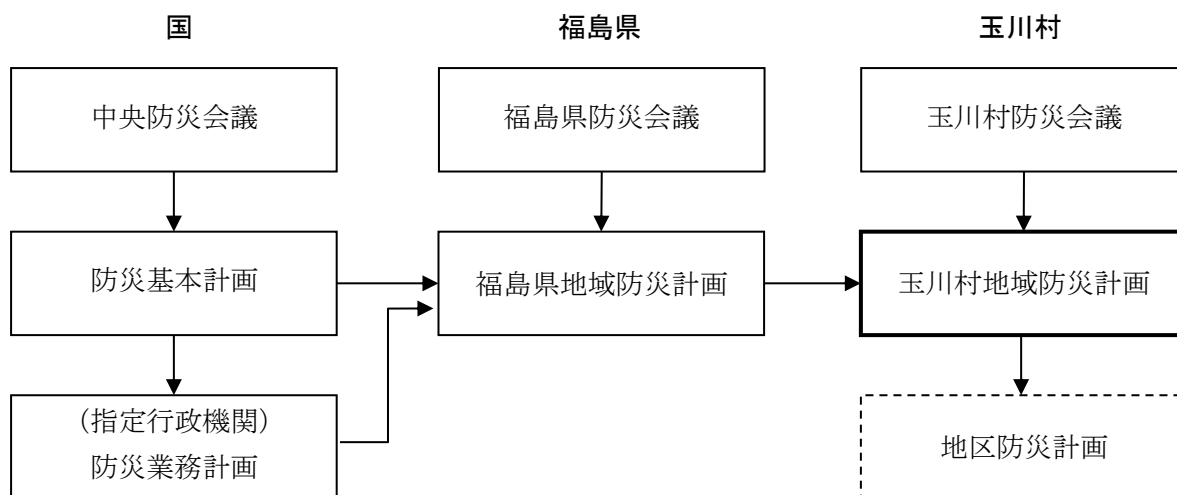 国
福島県
玉川村
中央防災会議
福島県防災会議
玉川村防災会議
防災基本計画
福島県地域防災計画
玉川村地域防災計画
（指定行政機関）
防災業務計画
地区防災計画